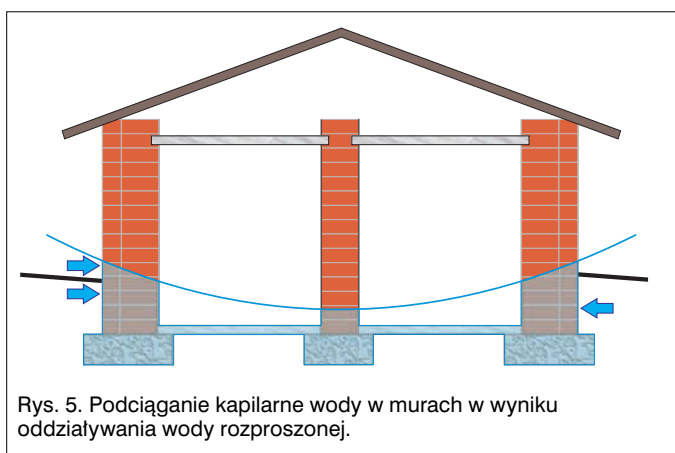 Rys. 5. Podciąganie kapilarne wody w murach w wyniku
oddziaływania wody rozproszonej.